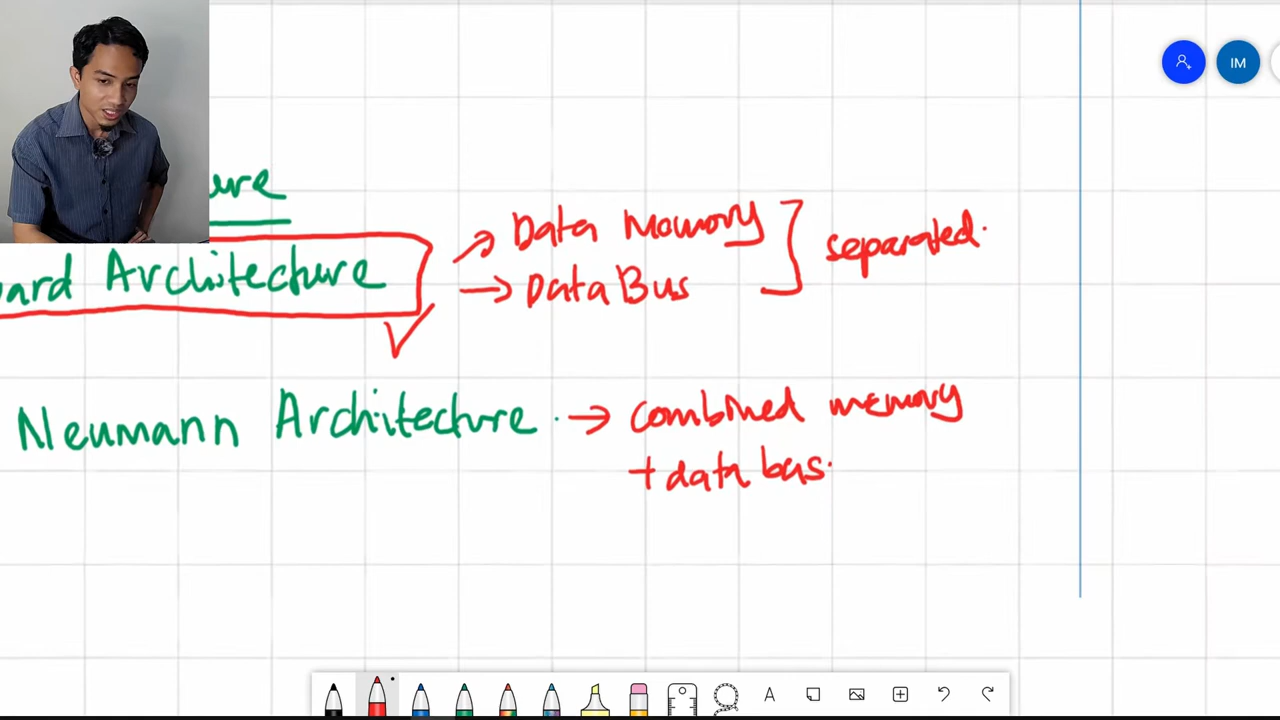 ure
ard Architecture
→ Data Memory
→ Data Bus
separated.
Neumann Architecture → combined memory
+ data bus.
IM
A